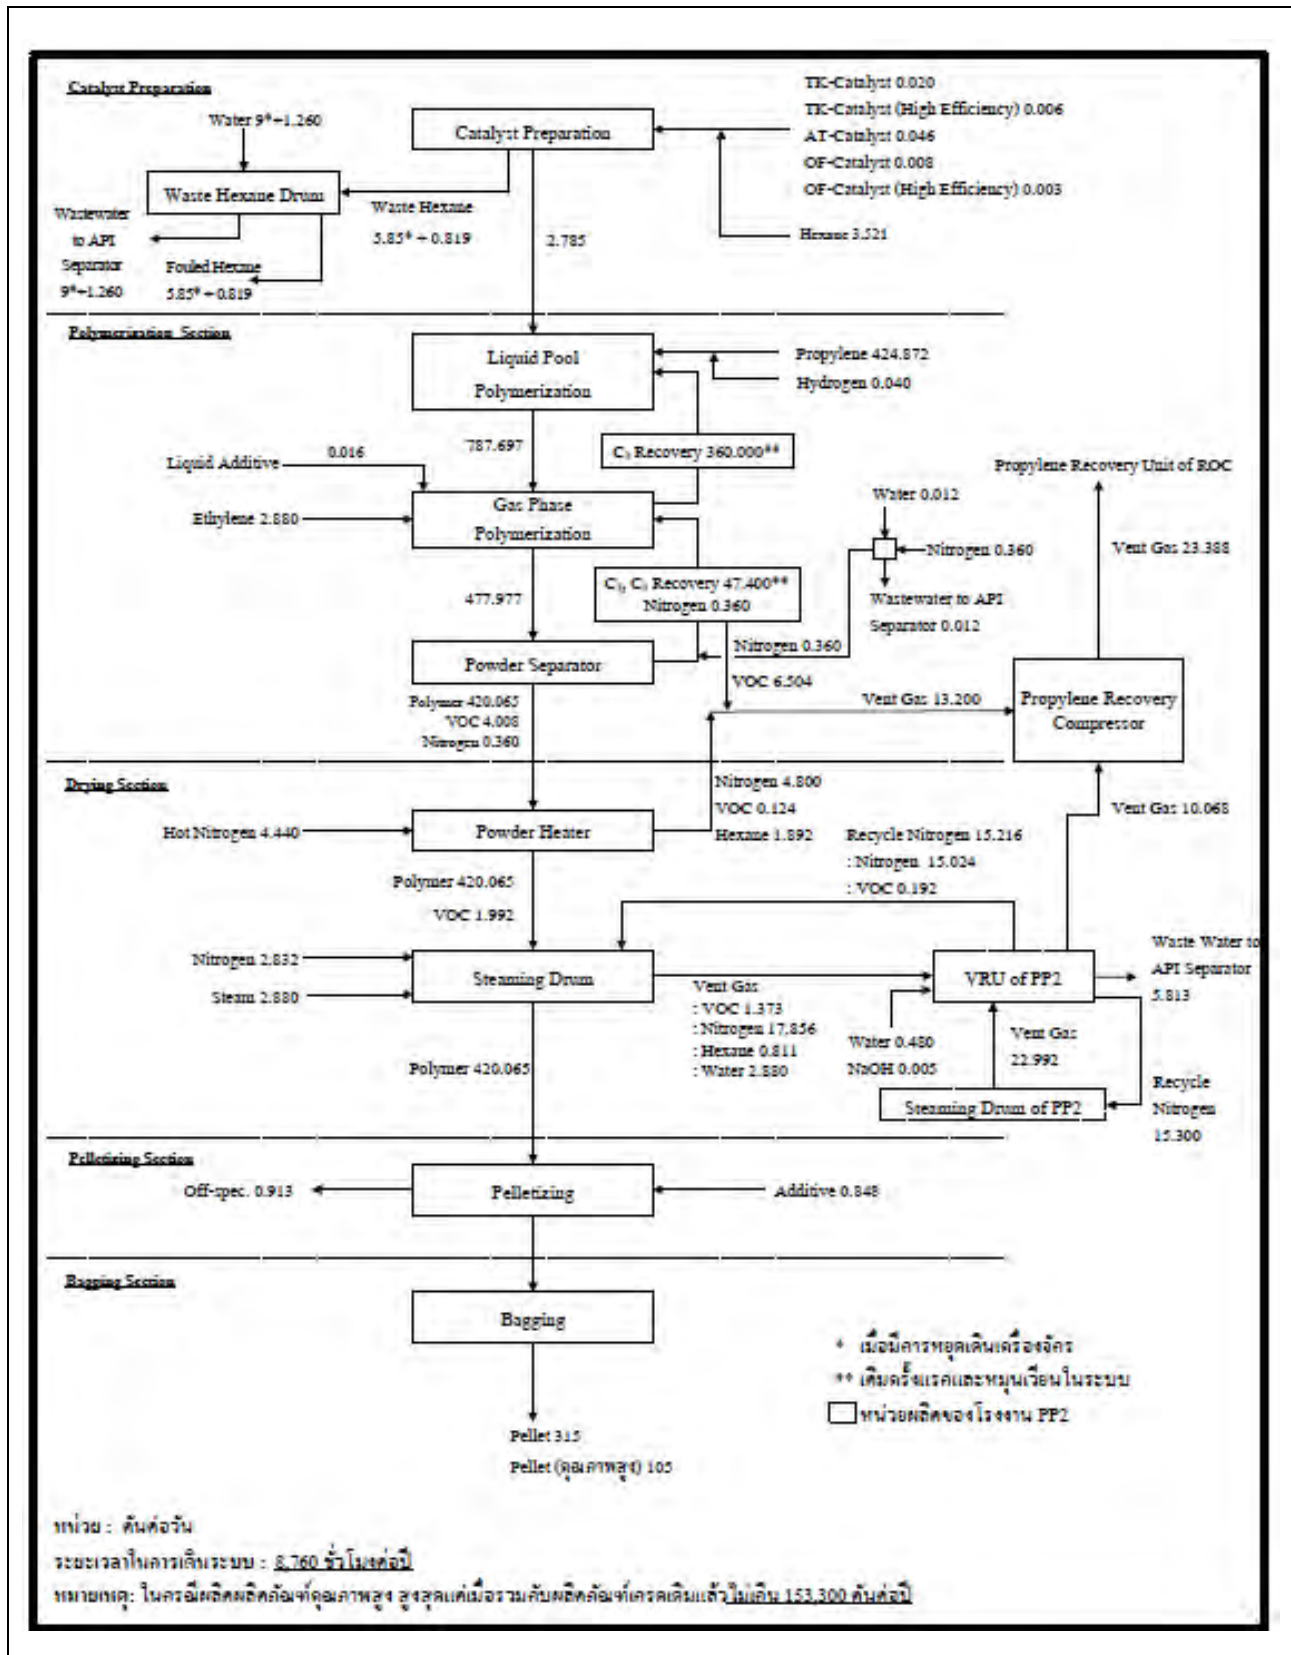 Catalyst Preparation
TK-Catalyst 0.020
TK-Catalyst (High Efficiency) 0.006
AT-Catalyst 0.046
OF-Catalyst 0.008
OF-Catalyst (High Efficiency) 0.003
Water 9*+1.260
Catalyst Preparation
Waste Hexane Drum
Waste Hexane
5.85* + 0.819
2.785
Hexane 3.521
Wastewater
to API
Separator
9*+1.260
Fouled Hexane
5.85* + 0.819
Polymerization Section
Liquid Pool
Polymerization
Propylene 424.872
Hydrogen 0.040
787.697
C₃ Recovery 360.000**
Liquid Additive
0.016
Propylene Recovery Unit of ROC
Ethylene 2.880
Gas Phase
Polymerization
Water 0.012
Nitrogen 0.360
Vent Gas 23.388
477.977
C₂, C₃ Recovery 47.400**
Nitrogen 0.360
Wastewater to API
Separator 0.012
Powder Separator
Nitrogen 0.360
VOC 6.504
Polymer 420.065
VOC 4.008
Nitrogen 0.360
Vent Gas 13.200
Propylene Recovery
Compressor
Drying Section
Nitrogen 4.800
VOC 0.124
Hexane 1.892
Hot Nitrogen 4.440
Powder Heater
Vent Gas 10.068
Recycle Nitrogen 15.216
: Nitrogen 15.024
: VOC 0.192
Polymer 420.065
VOC 1.992
Nitrogen 2.832
Steam 2.880
Steaming Drum
VRU of PP2
Waste Water to
API Separator
5.813
Vent Gas
: VOC 1.373
: Nitrogen 17.856
: Hexane 0.811
: Water 2.880
Water 0.480
NaOH 0.005
Vent Gas
22.992
Polymer 420.065
Steaming Drum of PP2
Recycle
Nitrogen
15.300
Pelletizing Section
Off-spec. 0.913
Pelletizing
Additive 0.848
Bagging Section
Bagging
* เมื่อมีการหยุดเดินเครื่องจักร
** เติมครั้งแรกและหมุนเวียนในระบบ
หน่วยผลิตของโรงงาน PP2
Pellet 315
Pellet (คุณภาพสูง) 105
หน่วย : ตันต่อวัน
ระยะเวลาในการเดินระบบ : 8,760 ชั่วโมงต่อปี
หมายเหตุ: ในกรณีผลิตผลิตภัณฑ์คุณภาพสูง สูงสุดแต่เมื่อรวมกับผลิตภัณฑ์เกรดเดิมแล้วไม่เกิน 153,300 ตันต่อปี